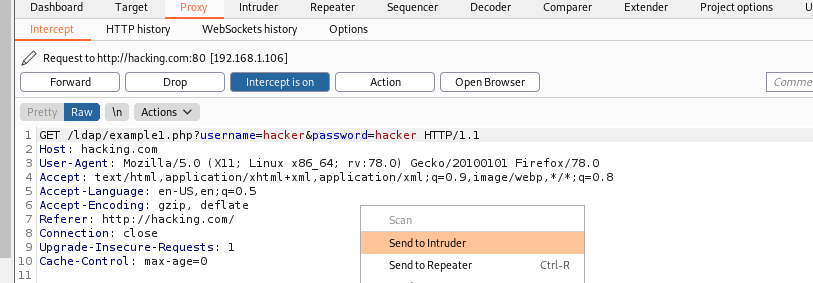 Dashboard Target Proxy Intruder Repeater Sequencer Decoder Comparer Extender Project options
Intercept HTTP history WebSockets history Options
Request to http://hacking.com:80 [192.168.1.106]
Forward Drop Intercept is on Action Open Browser Comme
Pretty Raw \n Actions
1 GET /ldap/example1.php?username=hacker&password=hacker HTTP/1.1
2 Host: hacking.com
3 User-Agent: Mozilla/5.0 (X11; Linux x86_64; rv:78.0) Gecko/20100101 Firefox/78.0
4 Accept: text/html,application/xhtml+xml,application/xml;q=0.9,image/webp,*/*;q=0.8
5 Accept-Language: en-US,en;q=0.5
6 Accept-Encoding: gzip, deflate
7 Referer: http://hacking.com/
8 Connection: close
9 Upgrade-Insecure-Requests: 1
10 Cache-Control: max-age=0
11
Scan
Send to Intruder
Send to Repeater Ctrl-R